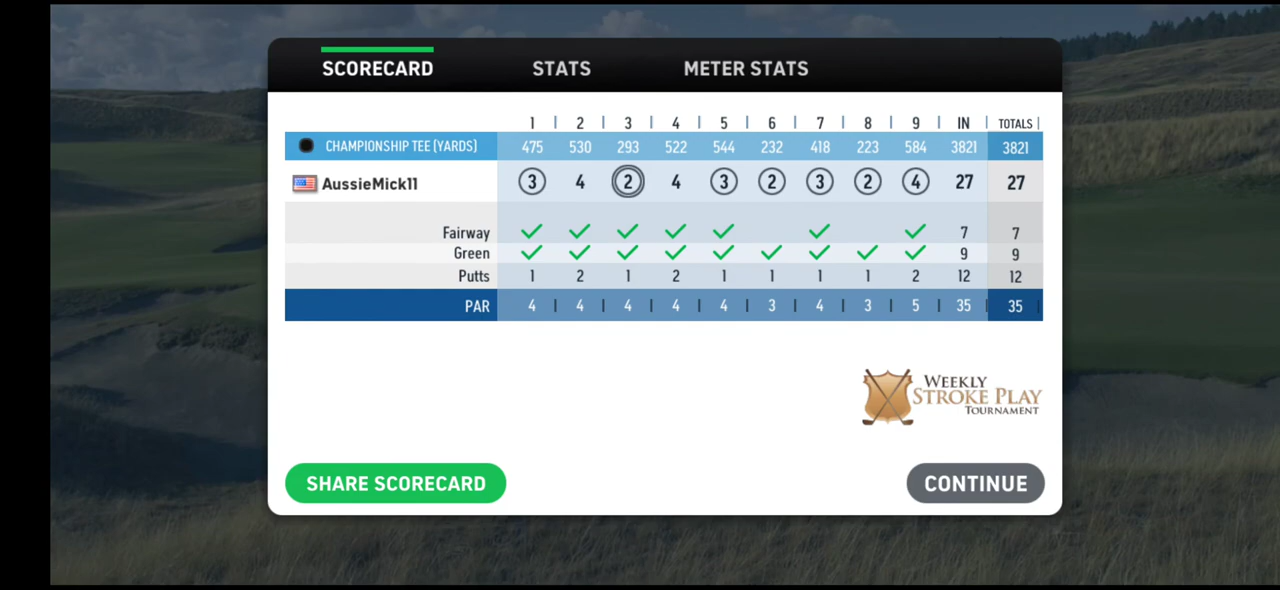 SCORECARD STATS METER STATS
1 | 2 | 3 | 4 | 5 | 6 | 7 | 8 | 9 | IN | TOTALS |
CHAMPIONSHIP TEE (YARDS) 475 530 293 522 544 232 418 223 584 3821 3821
AussieMick11 3 4 2 4 3 2 3 2 4 27 27
Fairway 7 7
Green 9 9
Putts 1 2 1 2 1 1 1 1 2 12 12
PAR 4 | 4 | 4 | 4 | 4 | 3 | 4 | 3 | 5 | 35 | 35 |
WEEKLY
STROKE PLAY
TOURNAMENT
SHARE SCORECARD CONTINUE